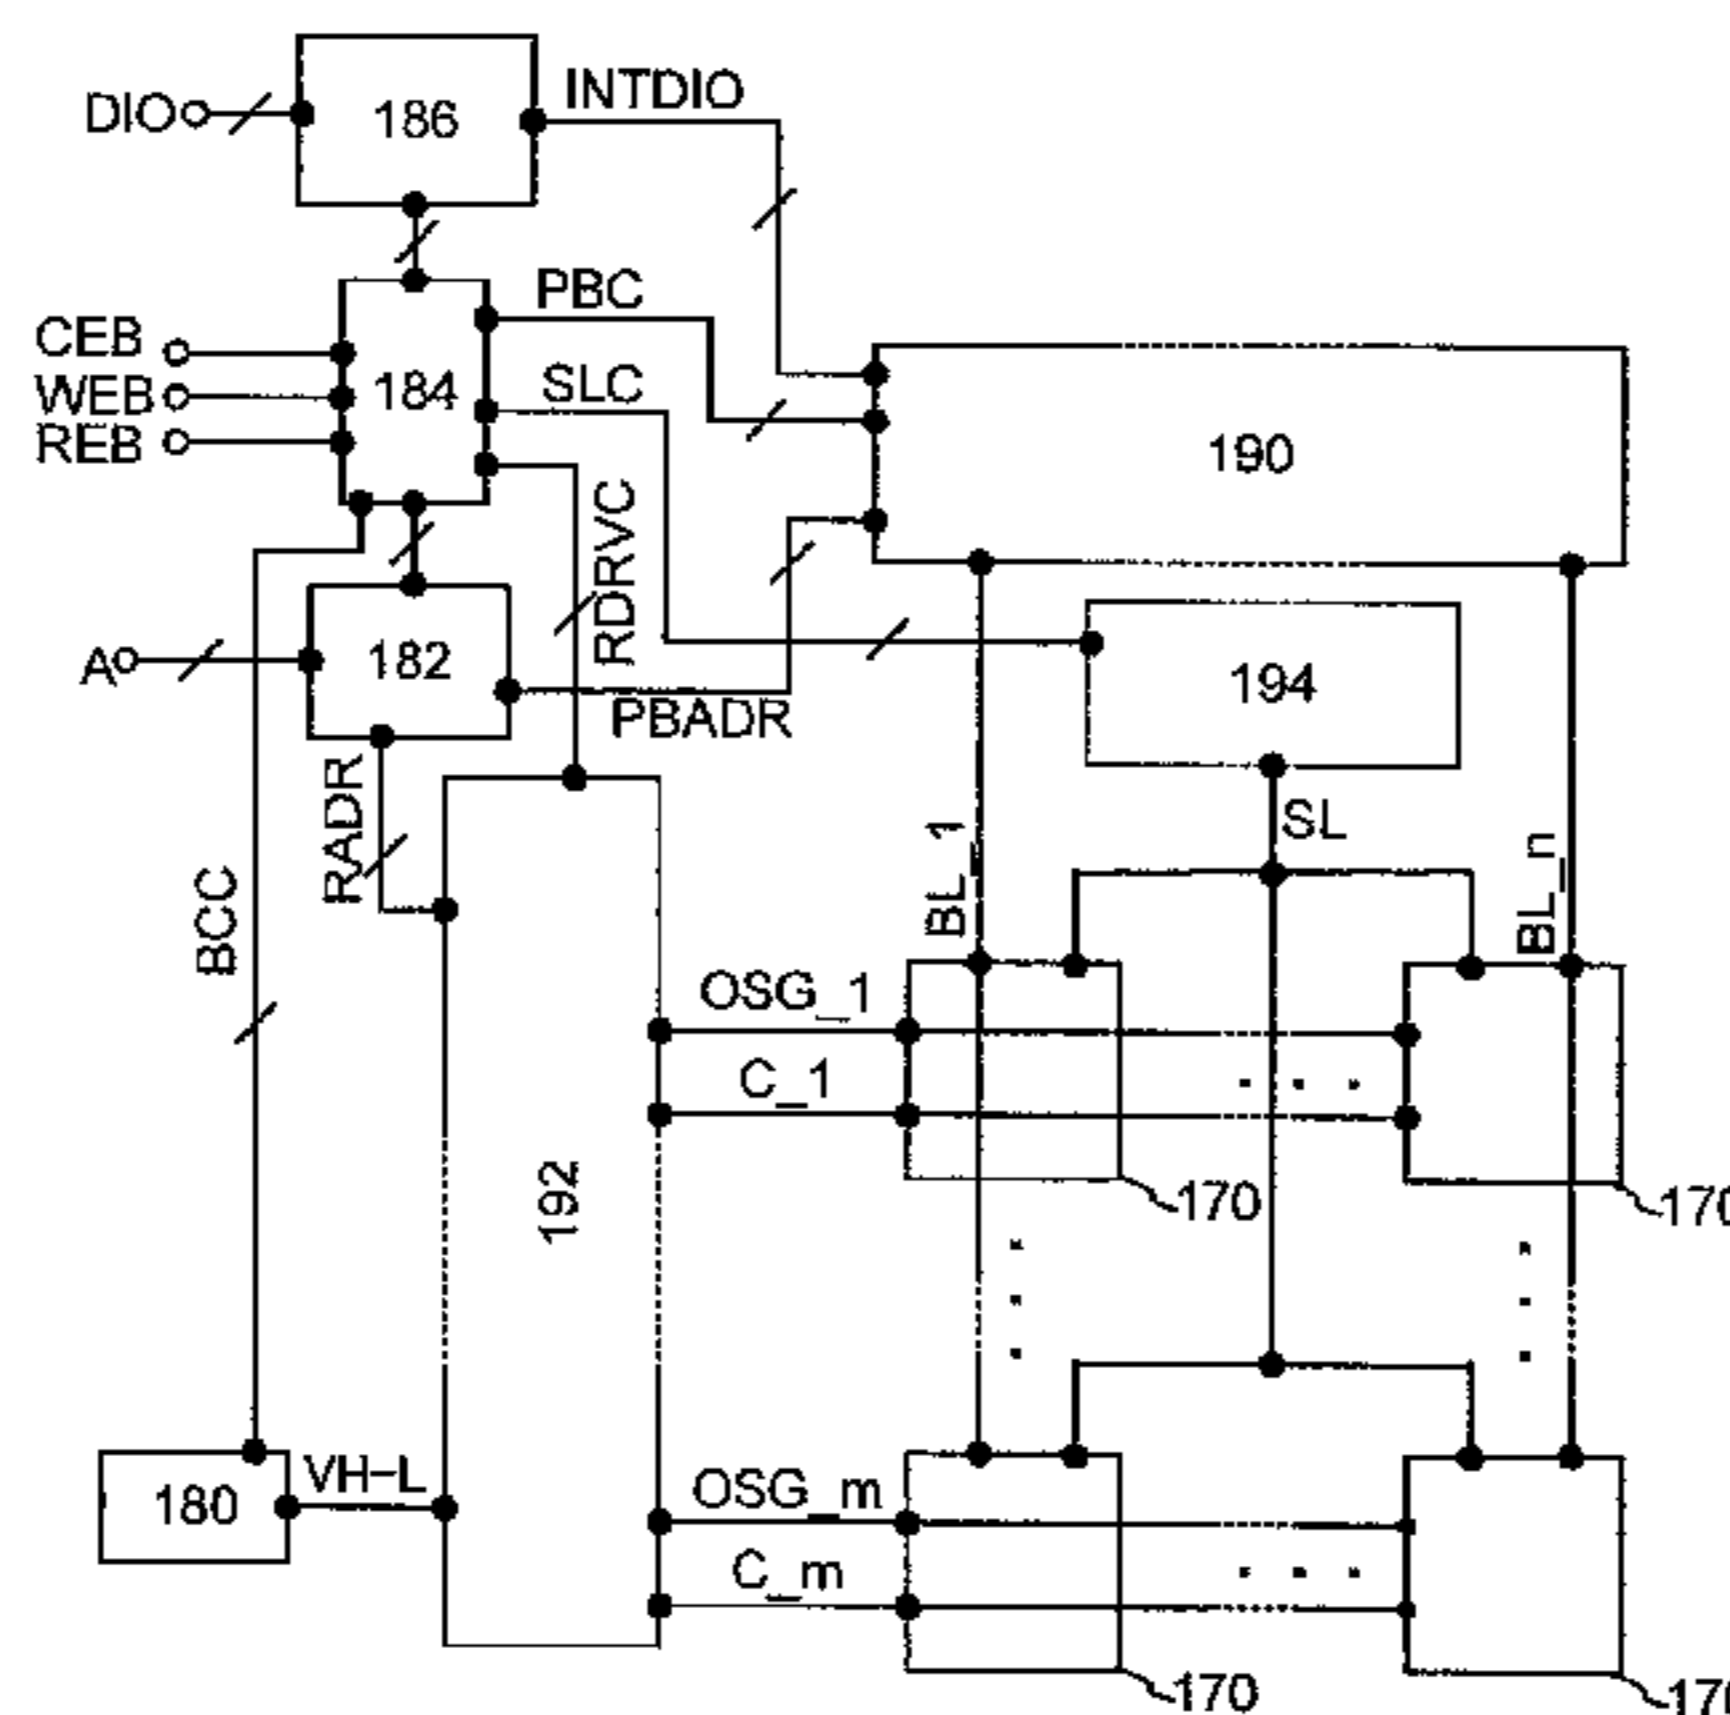 DIO
186
INTDIO
CEB
WEB
REB
184
PBC
SLC
RDRVC
190
A
182
PBADR
194
RADR
BCC
SL
BL_1
BL_n
OSG_1
C_1
192
170
170
180
VH-L
OSG_m
C_m
170
170